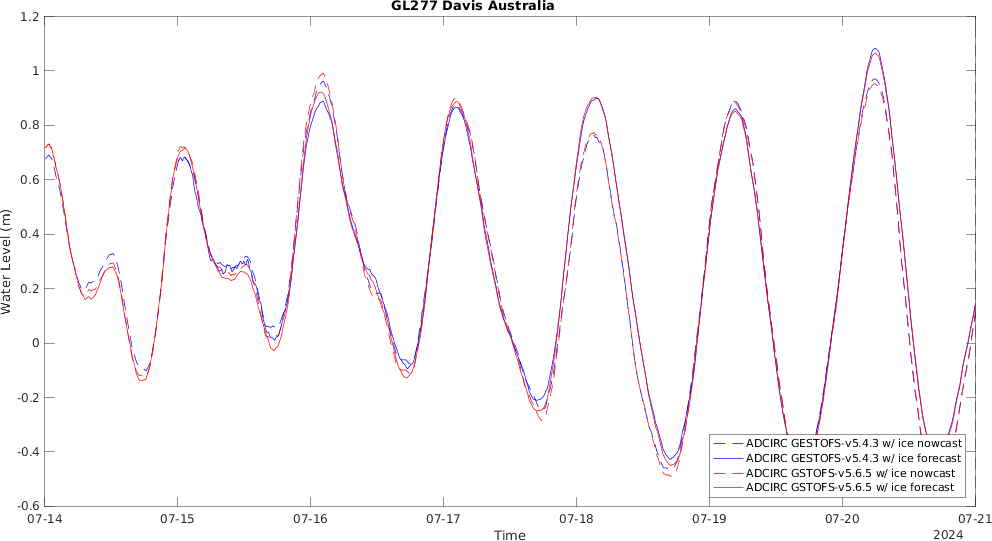 GL277 Davis Australia
1.2
1
0.8
0.6
0.4
0.2
0
-0.2
-0.4
-0.6
Water Level (m)
ADCIRC GESTOFS-v5.4.3 w/ ice nowcast
ADCIRC GESTOFS-v5.4.3 w/ ice forecast
ADCIRC GSTOFS-v5.6.5 w/ ice nowcast
ADCIRC GSTOFS-v5.6.5 w/ ice forecast
07-14 07-15 07-16 07-17 07-18 07-19 07-20 07-21
Time
2024